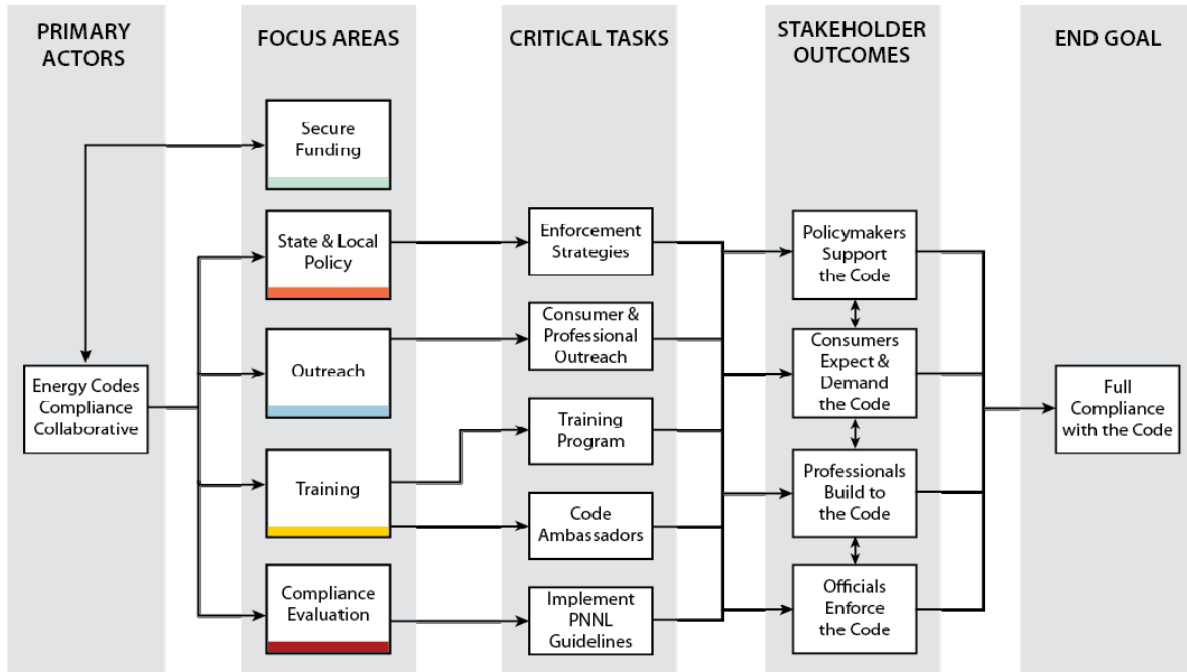 PRIMARY
ACTORS
FOCUS AREAS
CRITICAL TASKS
STAKEHOLDER
OUTCOMES
END GOAL
Secure
Funding
State & Local
Policy
Outreach
Training
Compliance
Evaluation
Energy Codes
Compliance
Collaborative
Enforcement
Strategies
Consumer &
Professional
Outreach
Training
Program
Code
Ambassadors
Implement
PNNL
Guidelines
Policymakers
Support
the Code
Consumers
Expect &
Demand
the Code
Professionals
Build to
the Code
Officials
Enforce
the Code
Full
Compliance
with the Code